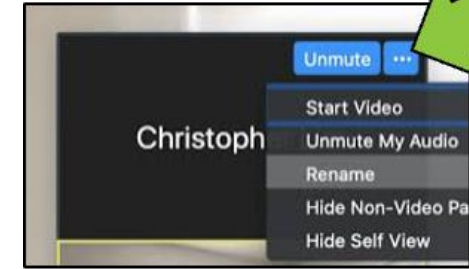 Unmute ...
Start Video
Christoph
Unmute My Audio
Rename
Hide Non-Video Pa
Hide Self View